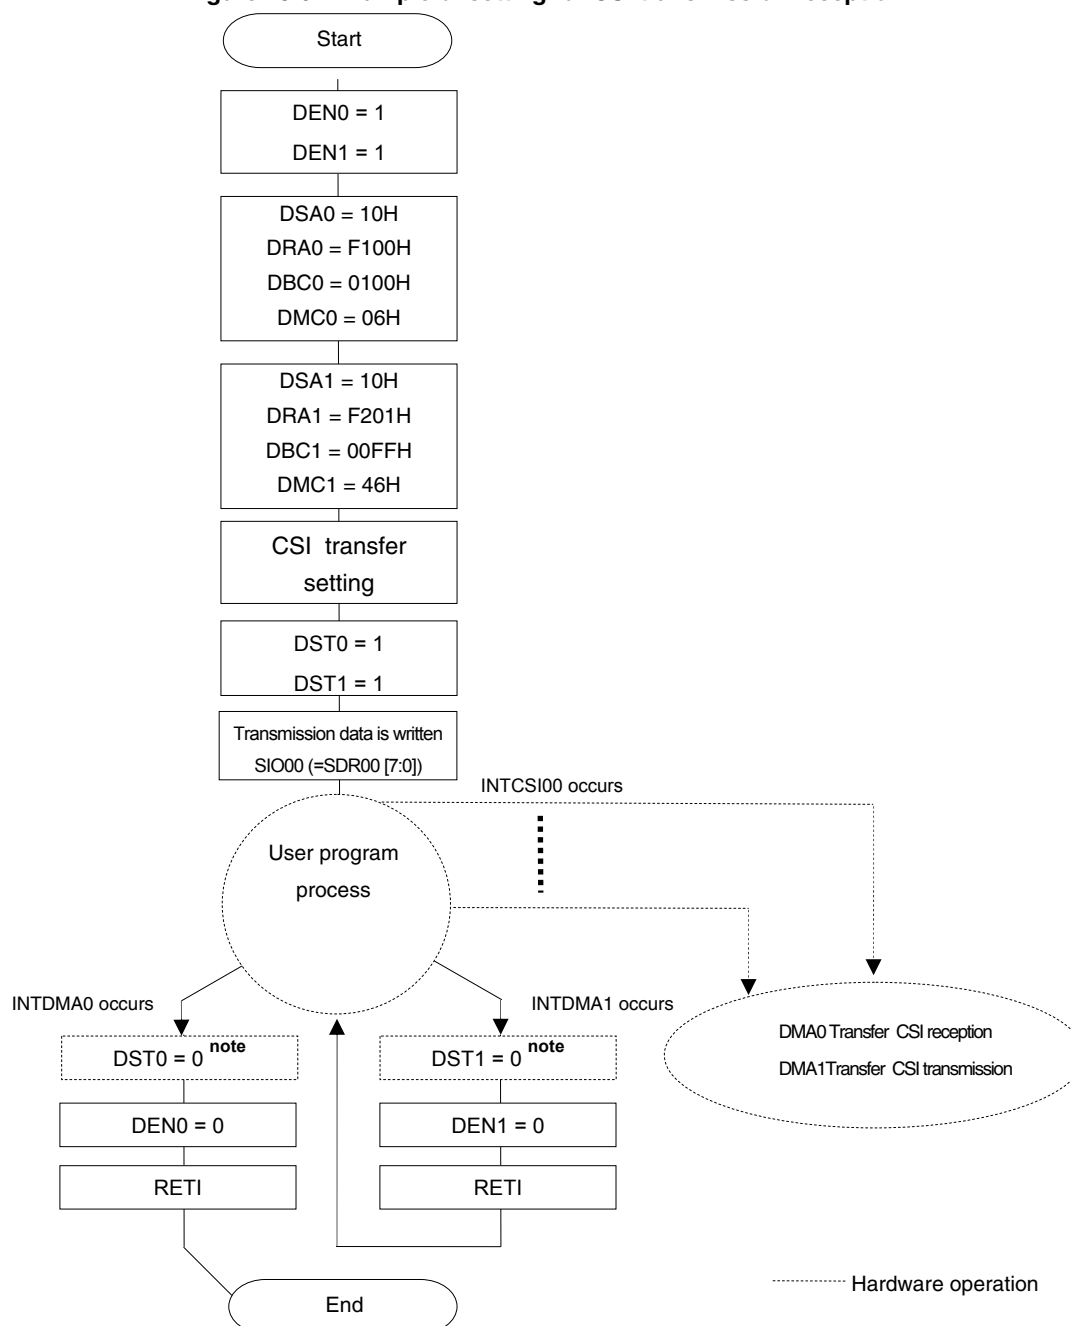 Start
DEN0 = 1
DEN1 = 1
DSA0 = 10H
DRA0 = F100H
DBC0 = 0100H
DMC0 = 06H
DSA1 = 10H
DRA1 = F201H
DBC1 = 00FFH
DMC1 = 46H
CSI transfer
setting
DST0 = 1
DST1 = 1
Transmission data is written
SIO00 (=SDR00 [7:0])
INTCSI00 occurs
User program
process
INTDMA0 occurs
INTDMA1 occurs
DST0 = 0 note
DST1 = 0 note
DMA0 Transfer CSI reception
DMA1Transfer CSI transmission
DEN0 = 0
DEN1 = 0
RETI
RETI
Hardware operation
End